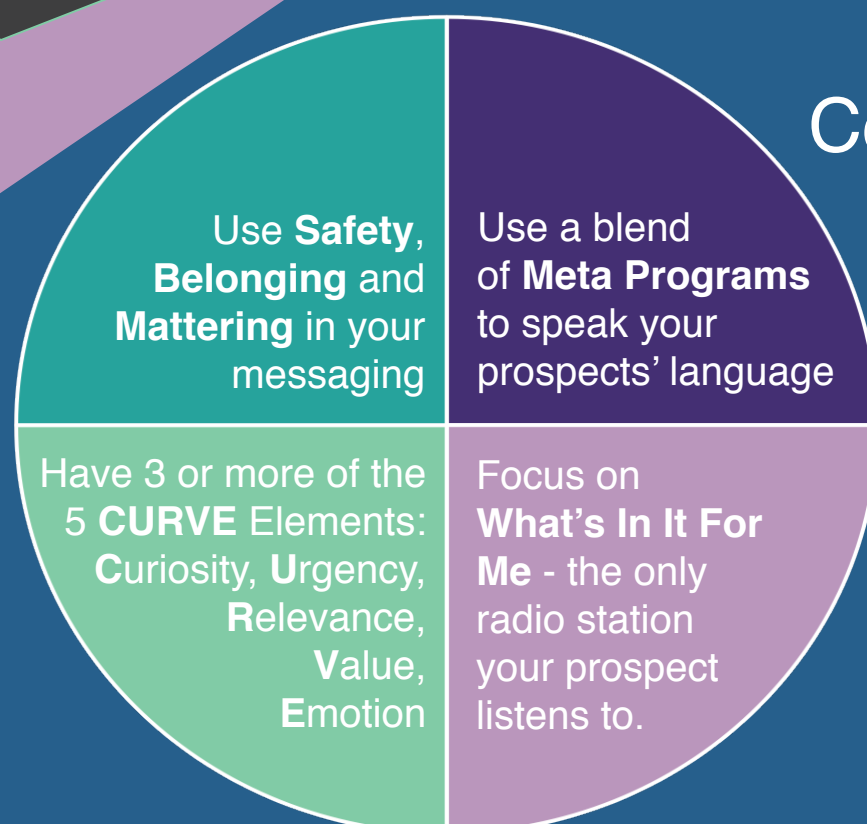 Use Safety,
Belonging and
Mattering in your
messaging
Use a blend
of Meta Programs
to speak your
prospects’ language
Have 3 or more of the
5 CURVE Elements:
Curiosity, Urgency,
Relevance,
Value,
Emotion
Focus on
What’s In It For
Me - the only
radio station
your prospect
listens to.